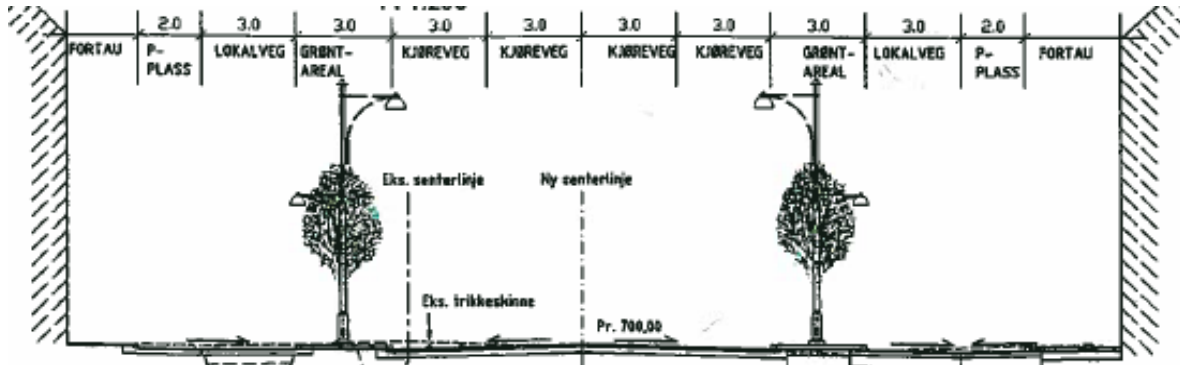 2.0 3.0 3.0 3.0 3.0 3.0 3.0 3.0 3.0 2.0
FORTAU P- LOKALVEG GRØNT- KJØREVEG KJØREVEG KJØREVEG KJØREVEG GRØNT- LOKALVEG P- FORTAU
PLASS AREAL AREAL PLASS
Eks. senterlinje Ny senterlinje
Eks. trikkeskinne
Pr. 700,00